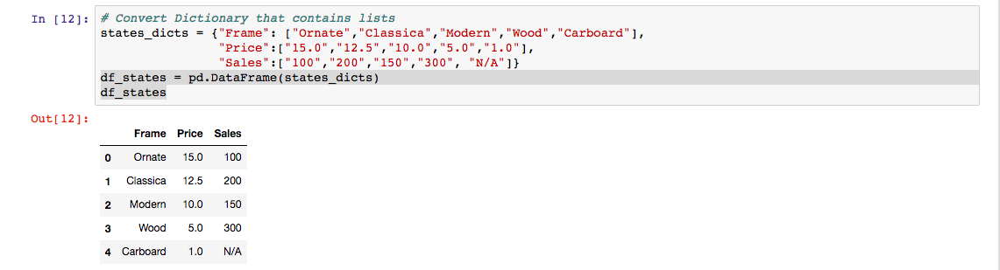 In [12]: # Convert Dictionary that contains lists
states_dicts = {"Frame": ["Ornate","Classica","Modern","Wood","Carboard"],
"Price":["15.0","12.5","10.0","5.0","1.0"],
"Sales":["100","200","150","300", "N/A"]}
df_states = pd.DataFrame(states_dicts)
df_states
Out[12]:
Frame Price Sales
0 Ornate 15.0 100
1 Classica 12.5 200
2 Modern 10.0 150
3 Wood 5.0 300
4 Carboard 1.0 N/A